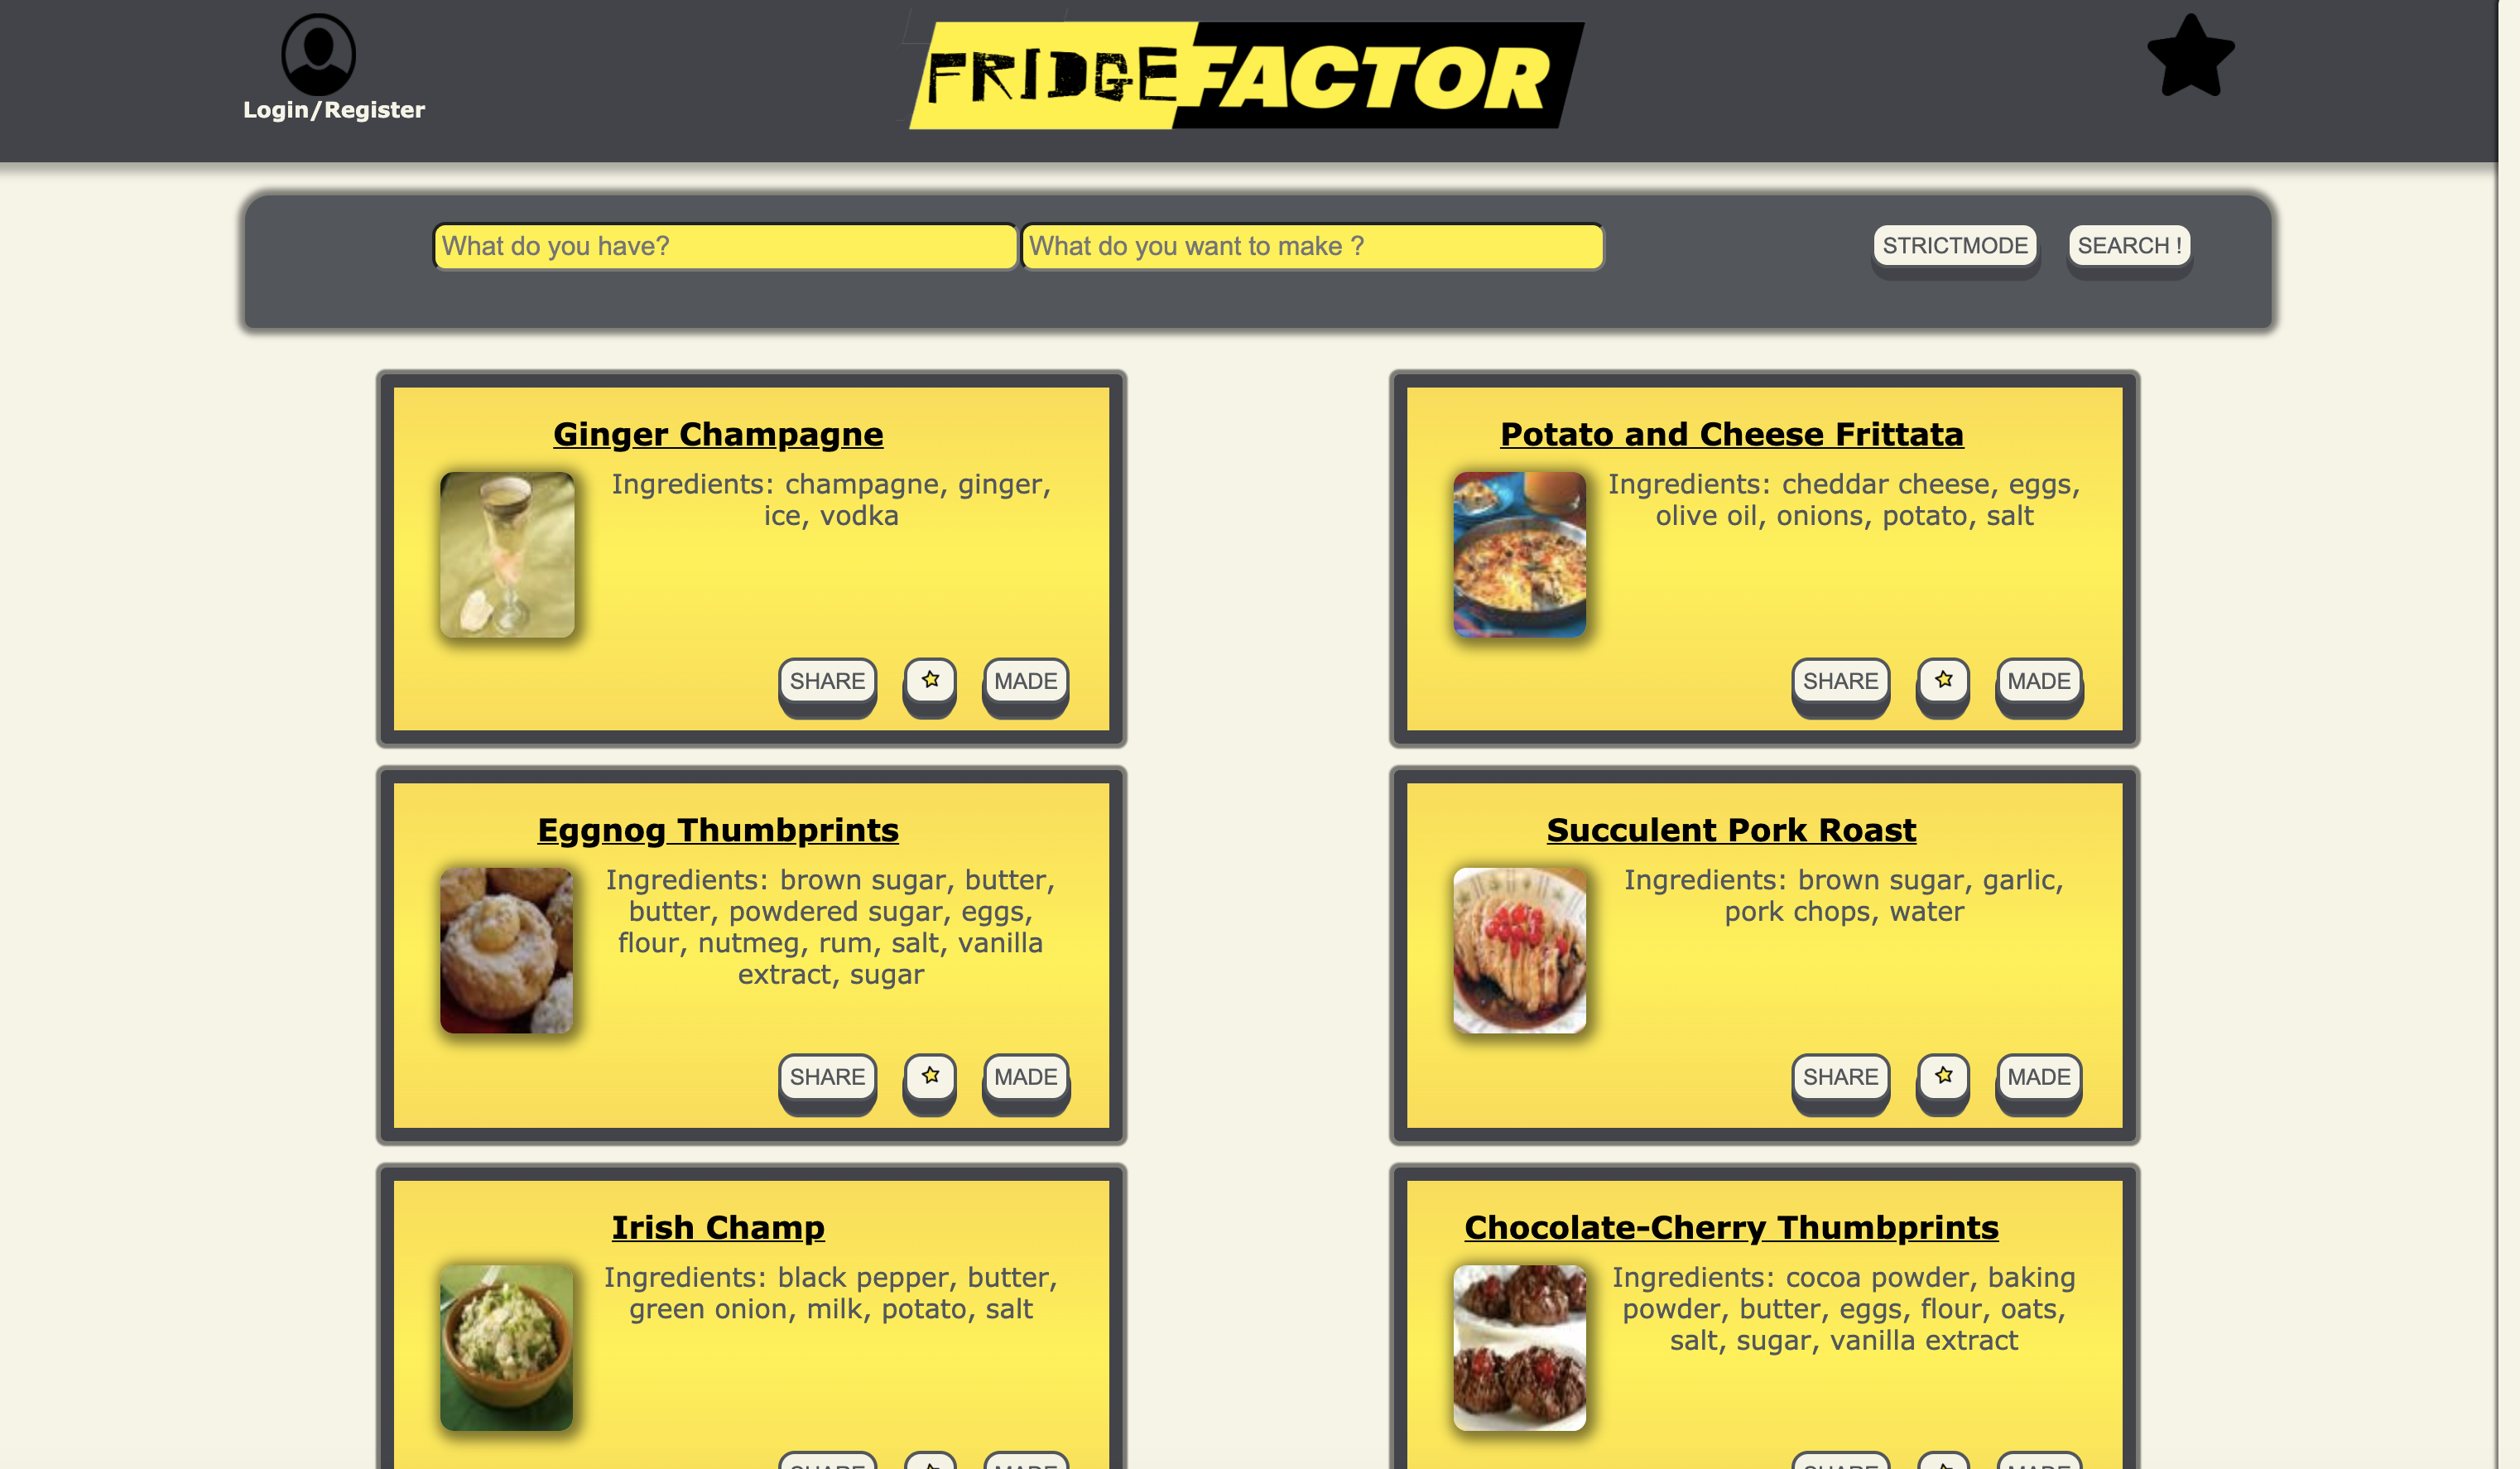 Login/Register
FRIDGEFACTOR
What do you have?
What do you want to make ?
STRICTMODE
SEARCH !
Ginger Champagne
Ingredients: champagne, ginger,
ice, vodka
SHARE
MADE
Potato and Cheese Frittata
Ingredients: cheddar cheese, eggs,
olive oil, onions, potato, salt
SHARE
MADE
Eggnog Thumbprints
Ingredients: brown sugar, butter,
butter, powdered sugar, eggs,
flour, nutmeg, rum, salt, vanilla
extract, sugar
SHARE
MADE
Succulent Pork Roast
Ingredients: brown sugar, garlic,
pork chops, water
SHARE
MADE
Irish Champ
Ingredients: black pepper, butter,
green onion, milk, potato, salt
SHARE
MADE
Chocolate-Cherry Thumbprints
Ingredients: cocoa powder, baking
powder, butter, eggs, flour, oats,
salt, sugar, vanilla extract
SHARE
MADE